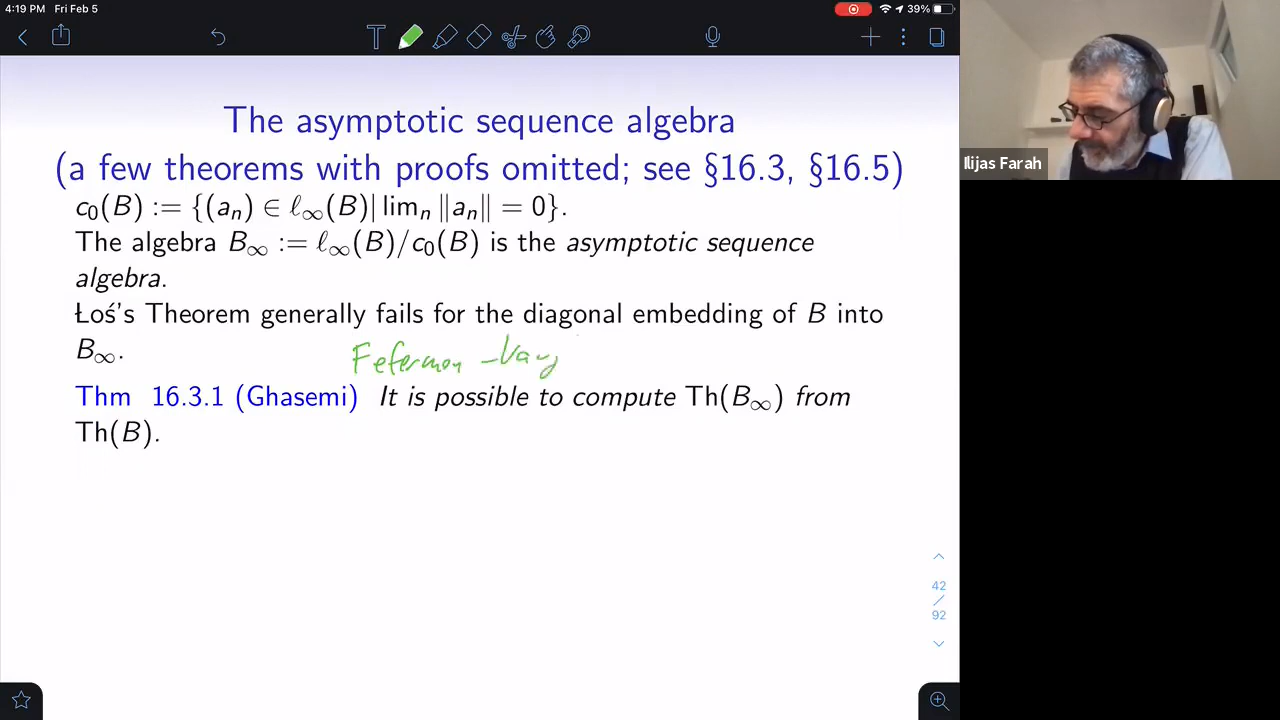 4:19 PM Fri Feb 5
39%
The asymptotic sequence algebra
(a few theorems with proofs omitted; see §16.3, §16.5)
c₀(B) := {(aₙ) ∈ ℓ∞(B)| limₙ ‖aₙ‖ = 0}.
The algebra B∞ := ℓ∞(B)/c₀(B) is the asymptotic sequence
algebra.
Łoś's Theorem generally fails for the diagonal embedding of B into
B∞.
Feferman – Vaug
Thm 16.3.1 (Ghasemi) It is possible to compute Th(B∞) from
Th(B).
42
/
92
Ilijas Farah